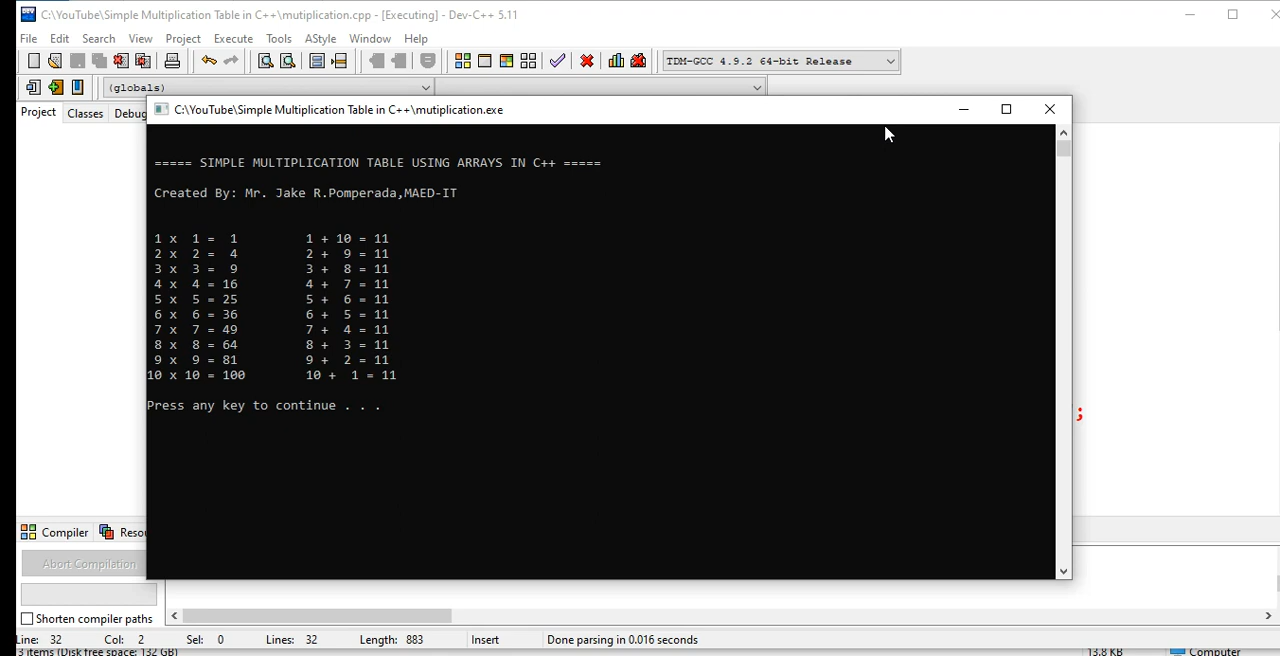 C:\YouTube\Simple Multiplication Table in C++\mutiplication.cpp - [Executing] - Dev-C++ 5.11
File Edit Search View Project Execute Tools AStyle Window Help
TDM-GCC 4.9.2 64-bit Release
(globals)
Project Classes Debug
C:\YouTube\Simple Multiplication Table in C++\mutiplication.exe
===== SIMPLE MULTIPLICATION TABLE USING ARRAYS IN C++ =====
Created By: Mr. Jake R.Pomperada,MAED-IT
1 x  1 =  1         1 + 10 = 11
2 x  2 =  4         2 +  9 = 11
3 x  3 =  9         3 +  8 = 11
4 x  4 = 16         4 +  7 = 11
5 x  5 = 25         5 +  6 = 11
6 x  6 = 36         6 +  5 = 11
7 x  7 = 49         7 +  4 = 11
8 x  8 = 64         8 +  3 = 11
9 x  9 = 81         9 +  2 = 11
10 x 10 = 100        10 +  1 = 11
Press any key to continue . . .
;
Compiler Resou
Abort Compilation
Shorten compiler paths
Line: 32 Col: 2 Sel: 0 Lines: 32 Length: 883 Insert Done parsing in 0.016 seconds
3 items (Disk free space: 132 GB) 13.8 KB Computer